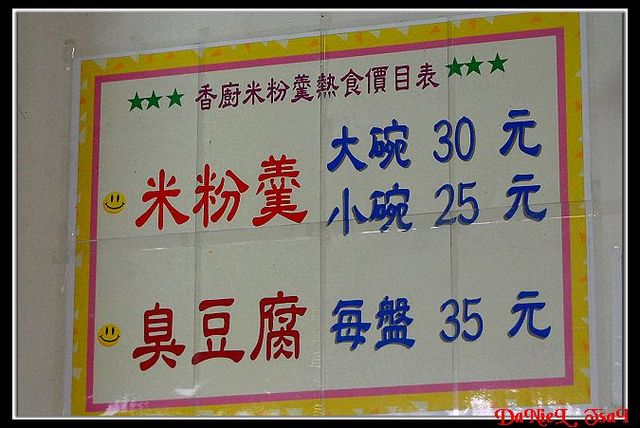 ★★★ 香廚米粉羹熱食價目表 ★★★
米粉羹 大碗 30 元
小碗 25 元
臭豆腐 每盤 35 元
DaNieL TsaI